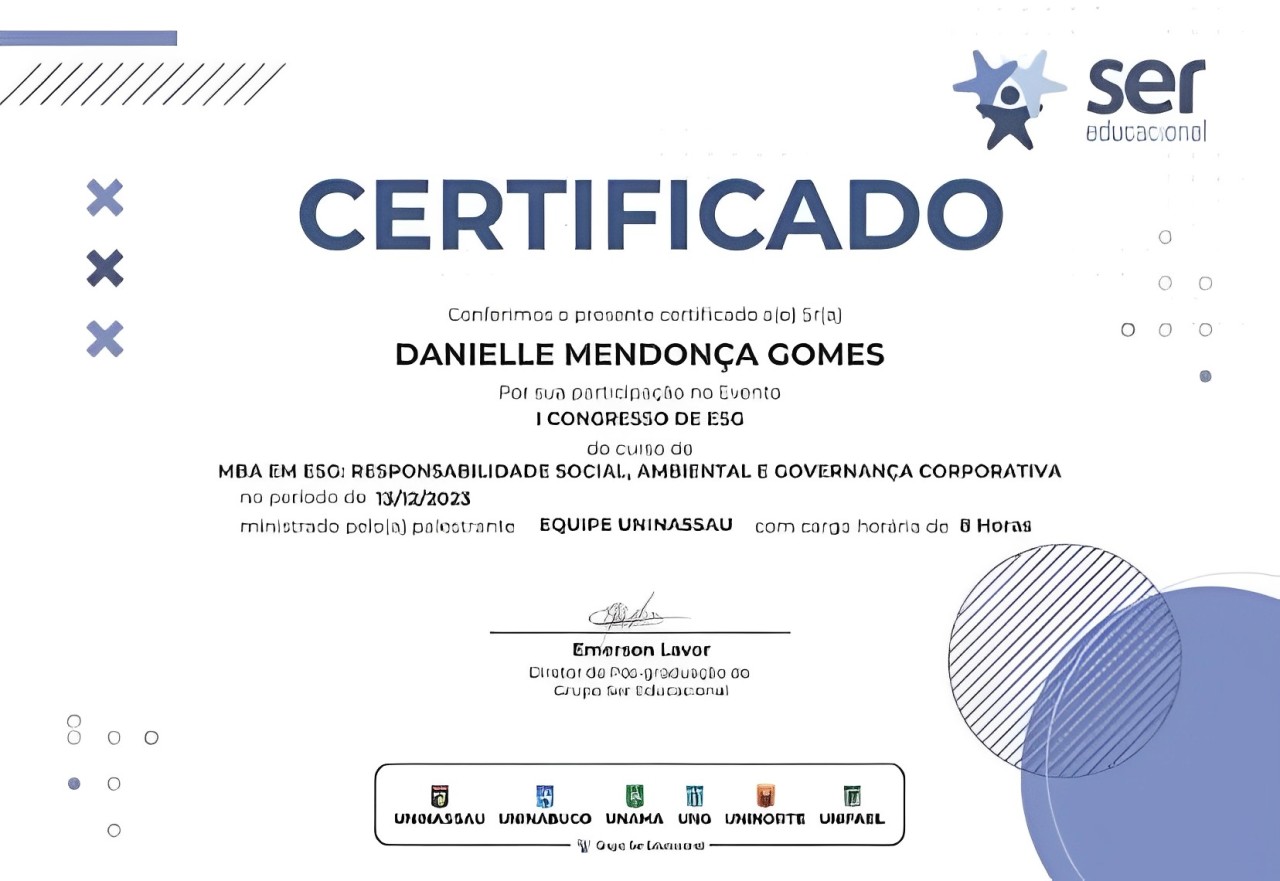 ser
educacional
CERTIFICADO
Conferimos o presente certificado a(o) Sr(a)
DANIELLE MENDONÇA GOMES
Por sua participação no Evento
I CONGRESSO DE ESG
do curso de
MBA EM ESG: RESPONSABILIDADE SOCIAL, AMBIENTAL E GOVERNANÇA CORPORATIVA
no período de 13/12/2023
ministrado pelo(a) palestrante EQUIPE UNINASSAU com carga horária de Horas
Emerson Lavor
Diretor de Pós-graduação do
Grupo Ser Educacional
UNINASSAU UNINABUCO UNAMA UNG UNINORTE UNIFAEL